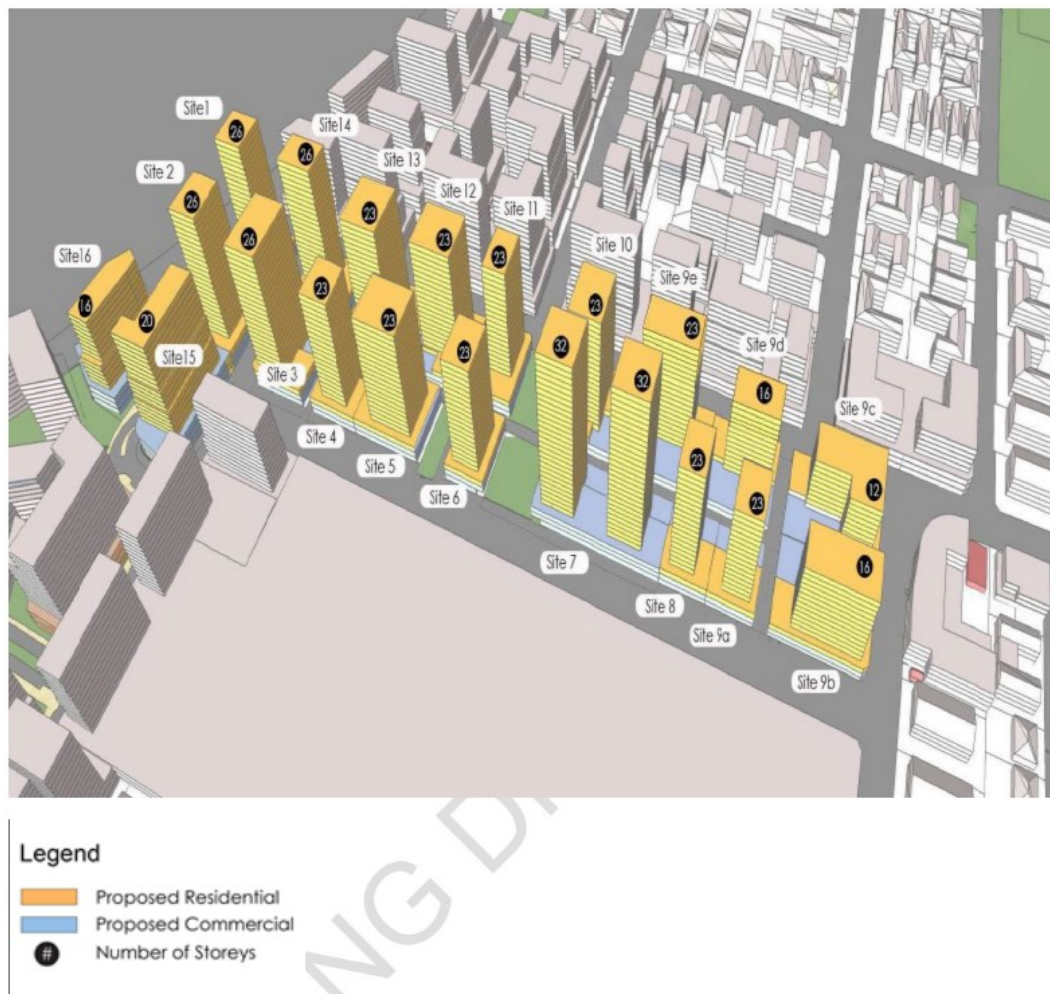 Site1
26
Site14
26
Site 13
Site 2
26
23
Site 12
26
23
Site 11
Site16
23
23
Site 10
16
20
Site15
23
23
Site 9e
23
32
23
Site 9d
Site 3
32
16
Site 4
Site 9c
Site 5
23
12
Site 6
23
16
Site 7
Site 8
Site 9a
Site 9b
NG DR
Legend
Proposed Residential
Proposed Commercial
# Number of Storeys